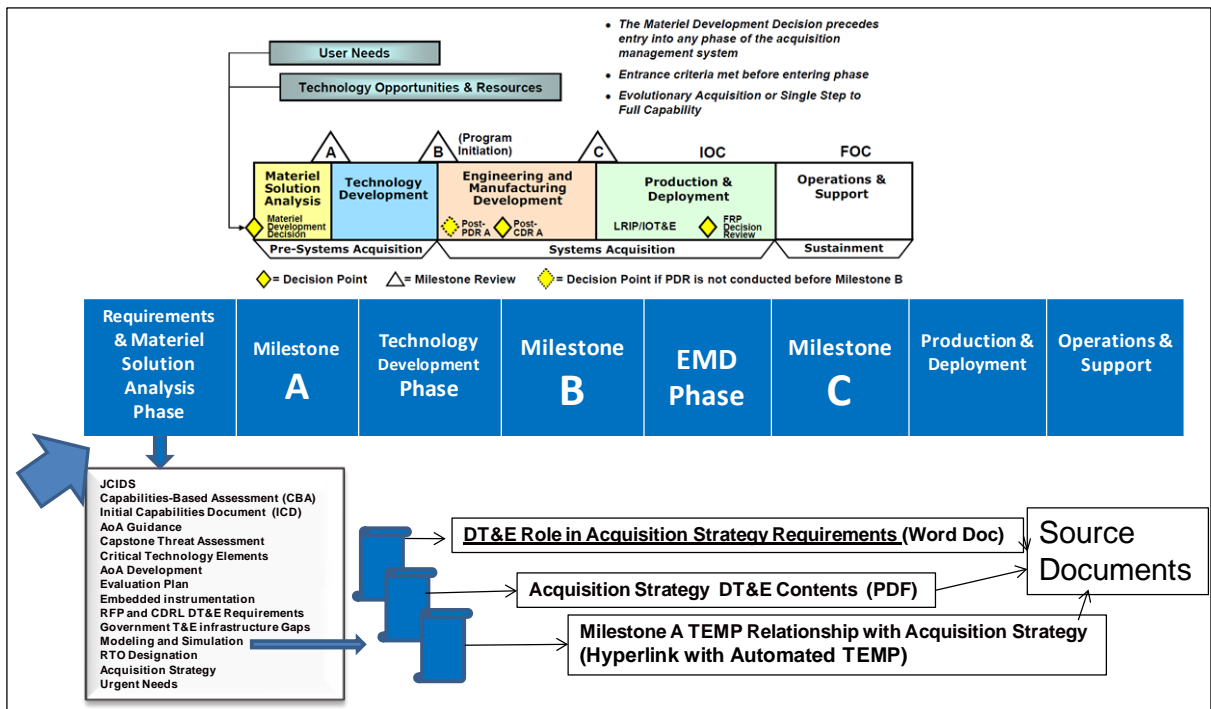 • The Materiel Development Decision precedes
entry into any phase of the acquisition
management system
• Entrance criteria met before entering phase
• Evolutionary Acquisition or Single Step to
Full Capability
User Needs
Technology Opportunities & Resources
A
B
(Program
Initiation)
C
IOC
FOC
Materiel
Solution
Analysis
Materiel
Development
Decision
Technology
Development
Engineering and
Manufacturing
Development
Post-
PDR A
Post-
CDR A
Production &
Deployment
LRIP/IOT&E
FRP
Decision
Review
Operations &
Support
Pre-Systems Acquisition
Systems Acquisition
Sustainment
= Decision Point
= Milestone Review
= Decision Point if PDR is not conducted before Milestone B
Requirements
& Materiel
Solution
Analysis
Phase
Milestone
A
Technology
Development
Phase
Milestone
B
EMD
Phase
Milestone
C
Production &
Deployment
Operations &
Support
JCIDS
Capabilities-Based Assessment (CBA)
Initial Capabilities Document (ICD)
AoA Guidance
Capstone Threat Assessment
Critical Technology Elements
AoA Development
Evaluation Plan
Embedded instrumentation
RFP and CDRL DT&E Requirements
Government T&E infrastructure Gaps
Modeling and Simulation
RTO Designation
Acquisition Strategy
Urgent Needs
DT&E Role in Acquisition Strategy Requirements (Word Doc)
Acquisition Strategy DT&E Contents (PDF)
Milestone A TEMP Relationship with Acquisition Strategy
(Hyperlink with Automated TEMP)
Source
Documents